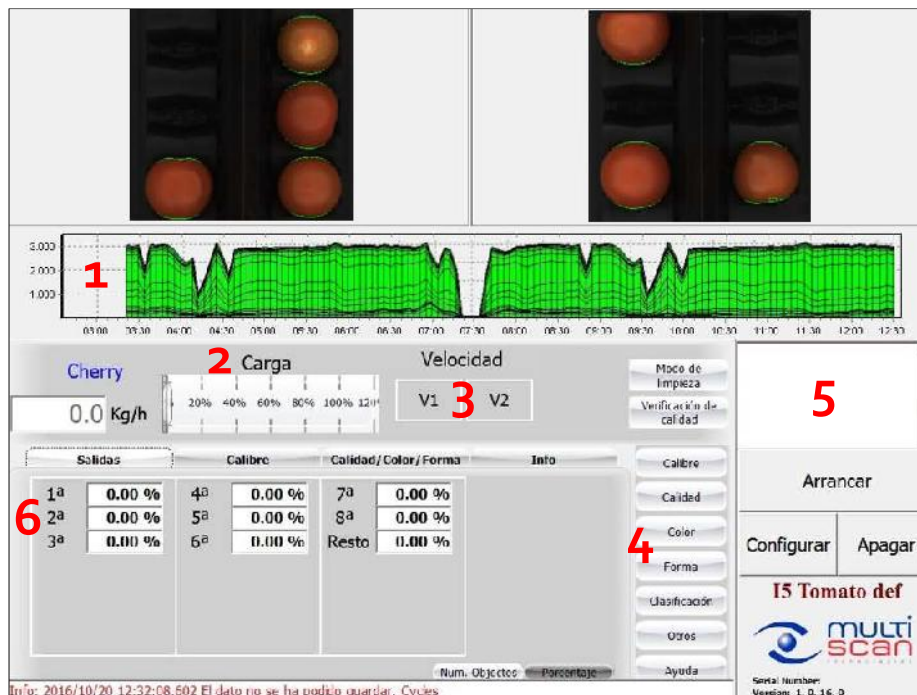 3.000
2.000
1
1.000
03:00 03:30 04:00 04:30 05:00 05:30 06:00 06:30 07:00 07:30 08:00 08:30 09:00 09:30 10:00 10:30 11:00 11:30 12:00 12:30
Cherry
2 Carga
Velocidad
0.0 Kg/h
20% 40% 60% 80% 100% 120%
V1 3 V2
Modo de
limpieza
Verificación de
calidad
5
Salidas Calibre Calidad/Color/Forma Info
1ª 0.00 % 4ª 0.00 % 7ª 0.00 %
2ª 0.00 % 5ª 0.00 % 8ª 0.00 %
3ª 0.00 % 6ª 0.00 % Resto 0.00 %
6
Calibre
Calidad
Color
4
Forma
Clasificación
Otros
Ayuda
Num. Objectos Porcentaje
Arrancar
Configurar Apagar
I5 Tomato def
multi
scan
TECHNOLOGIES
Serial Number:
Version: 1. 0. 16. 0
Info: 2016/10/20 12:32:08.602 El dato no se ha podido guardar. Cycles